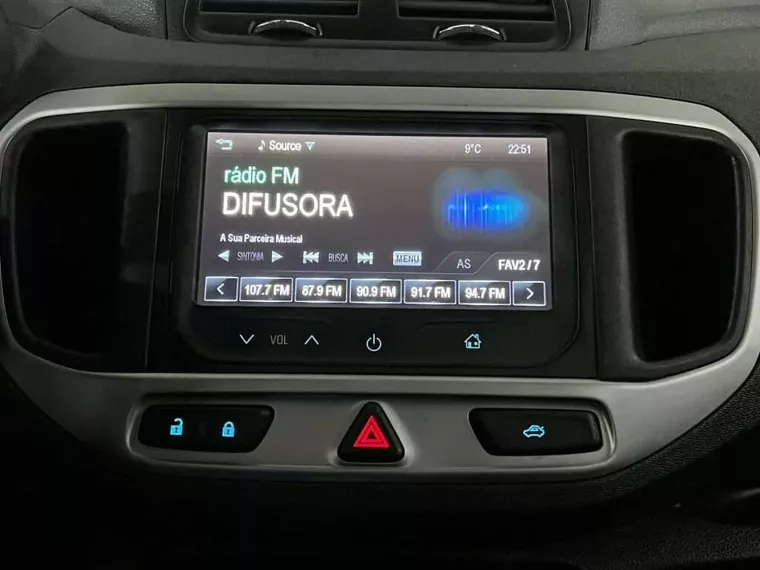 Source 9°C 22:51
rádio FM
DIFUSORA
A Sua Parceira Musical
SINTONIA BUSCA MENU AS FAV2 / 7
107.7 FM 87.9 FM 90.9 FM 91.7 FM 94.7 FM
VOL